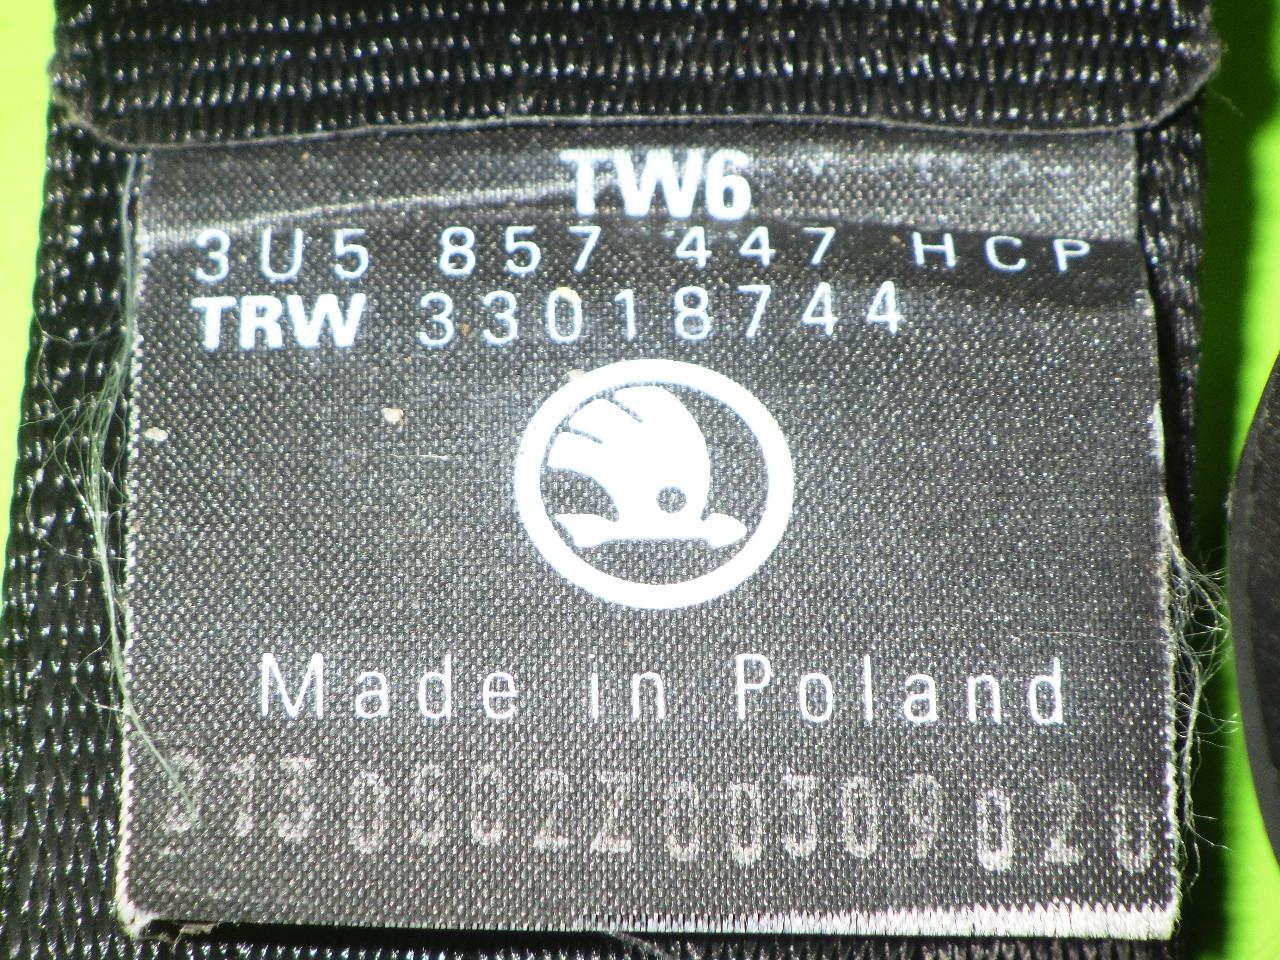 TW6
3U5 857 447 HCP
TRW 33018744
Made in Poland